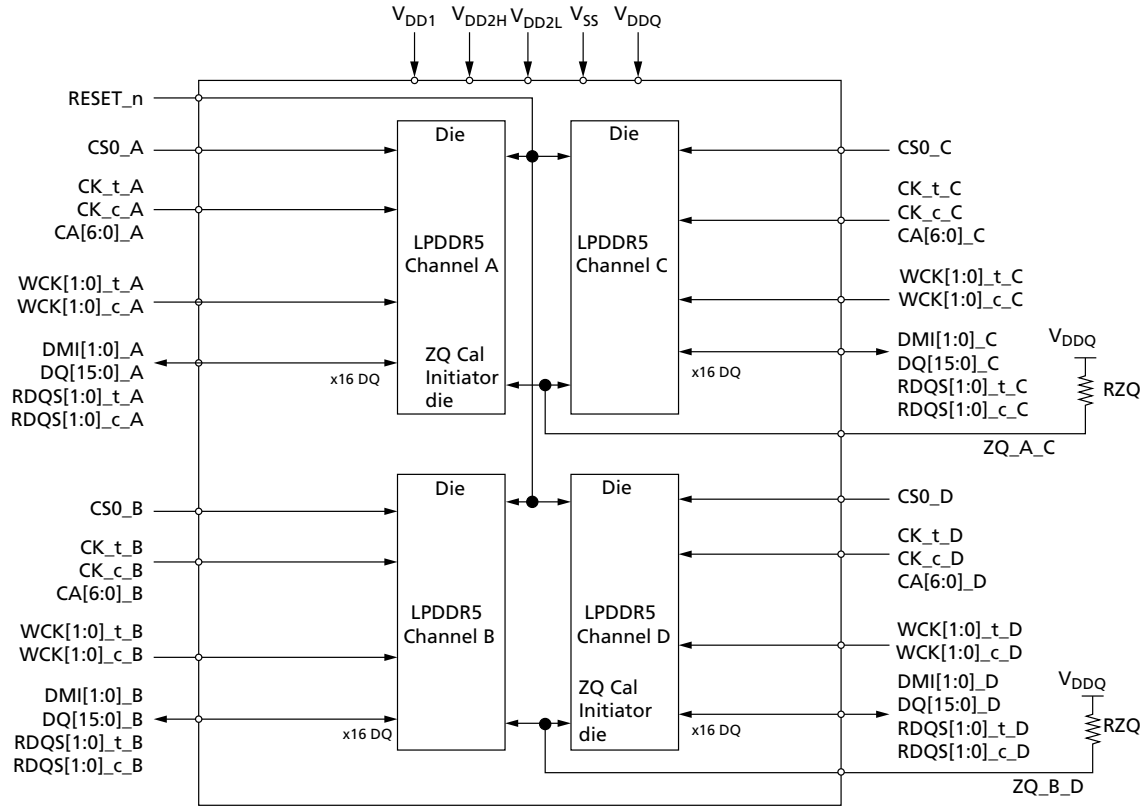 VDD1 VDD2H VDD2L VSS VDDQ
RESET_n
CS0_A
CK_t_A
CK_c_A
CA[6:0]_A
WCK[1:0]_t_A
WCK[1:0]_c_A
DMI[1:0]_A
DQ[15:0]_A
RDQS[1:0]_t_A
RDQS[1:0]_c_A
Die
LPDDR5
Channel A
ZQ Cal
Initiator
die
x16 DQ
Die
LPDDR5
Channel C
x16 DQ
CS0_C
CK_t_C
CK_c_C
CA[6:0]_C
WCK[1:0]_t_C
WCK[1:0]_c_C
DMI[1:0]_C
DQ[15:0]_C
RDQS[1:0]_t_C
RDQS[1:0]_c_C
VDDQ
RZQ
ZQ_A_C
CS0_B
CK_t_B
CK_c_B
CA[6:0]_B
WCK[1:0]_t_B
WCK[1:0]_c_B
DMI[1:0]_B
DQ[15:0]_B
RDQS[1:0]_t_B
RDQS[1:0]_c_B
Die
LPDDR5
Channel B
x16 DQ
Die
LPDDR5
Channel D
ZQ Cal
Initiator
die
x16 DQ
CS0_D
CK_t_D
CK_c_D
CA[6:0]_D
WCK[1:0]_t_D
WCK[1:0]_c_D
DMI[1:0]_D
DQ[15:0]_D
RDQS[1:0]_t_D
RDQS[1:0]_c_D
VDDQ
RZQ
ZQ_B_D